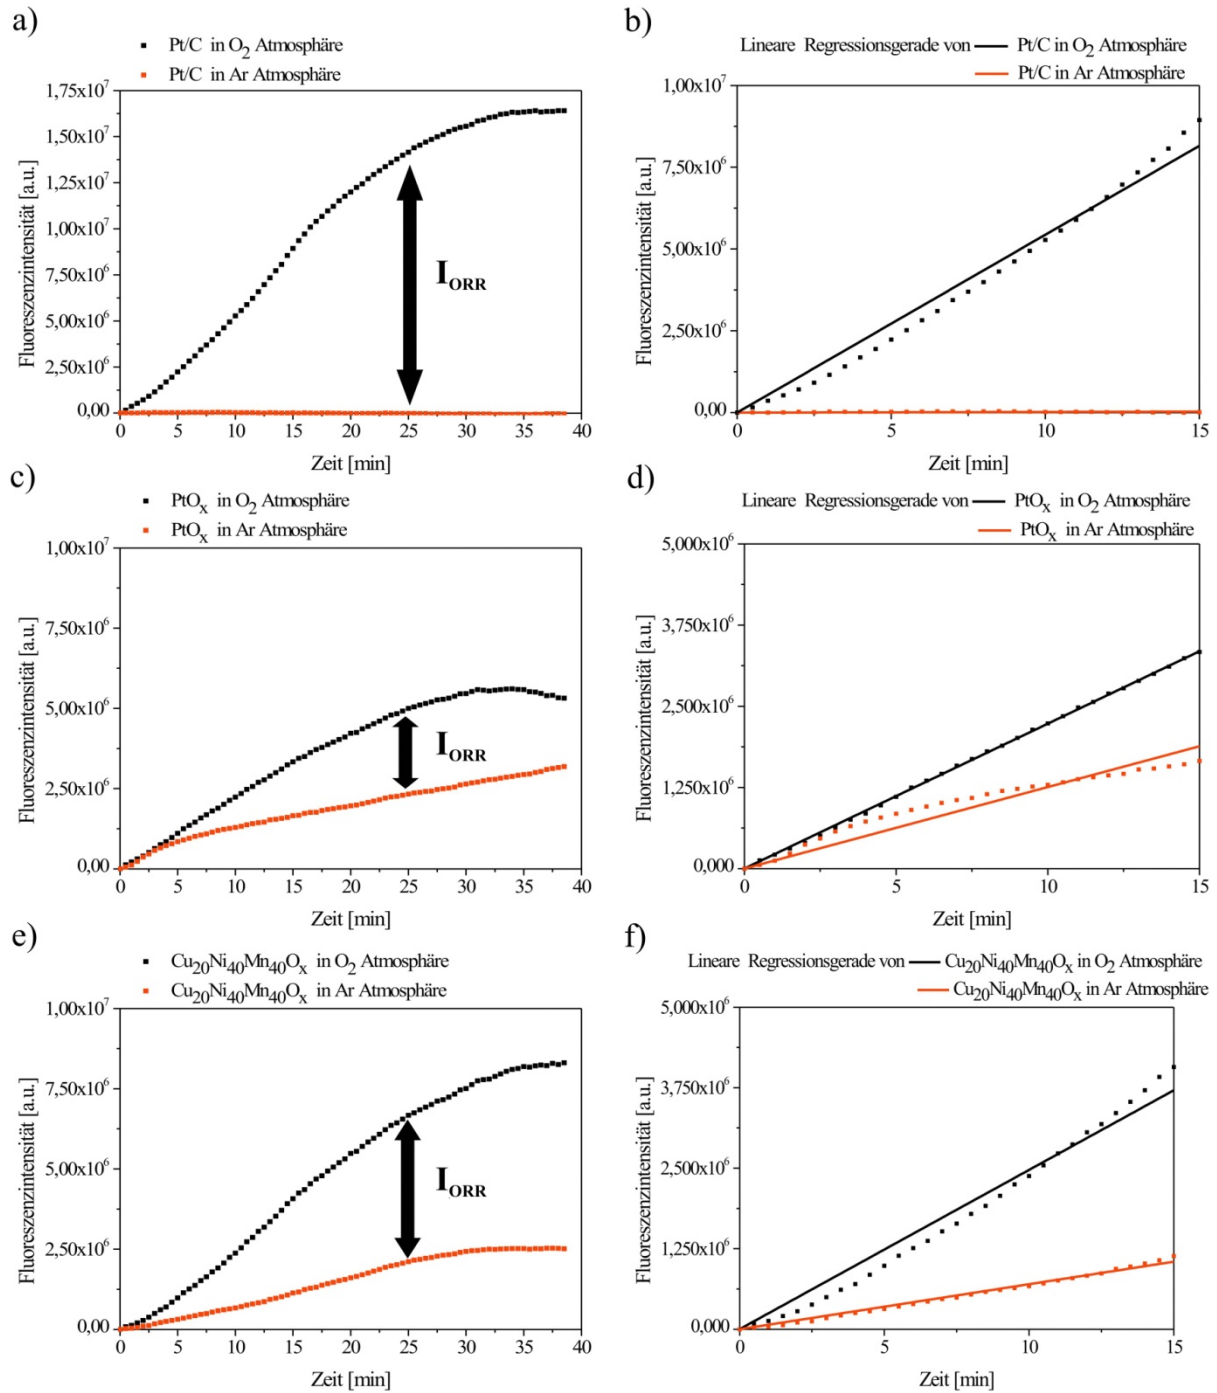 a)
Pt/C in O2 Atmosphäre
Pt/C in Ar Atmosphäre
1,75x10^7
1,50x10^7
1,25x10^7
1,00x10^7
7,50x10^6
5,00x10^6
2,50x10^6
0,00
Fluoreszenzintensität [a.u.]
IORR
0 5 10 15 20 25 30 35 40
Zeit [min]
b)
Lineare Regressionsgerade von Pt/C in O2 Atmosphäre
Pt/C in Ar Atmosphäre
1,00x10^7
7,50x10^6
5,00x10^6
2,50x10^6
0,00
Fluoreszenzintensität [a.u.]
0 5 10 15
Zeit [min]
c)
PtOx in O2 Atmosphäre
PtOx in Ar Atmosphäre
1,00x10^7
7,50x10^6
5,00x10^6
2,50x10^6
0,00
Fluoreszenzintensität [a.u.]
IORR
0 5 10 15 20 25 30 35 40
Zeit [min]
d)
Lineare Regressionsgerade von PtOx in O2 Atmosphäre
PtOx in Ar Atmosphäre
5,000x10^6
3,750x10^6
2,500x10^6
1,250x10^6
0,000
Fluoreszenzintensität [a.u.]
0 5 10 15
Zeit [min]
e)
Cu20Ni40Mn40Ox in O2 Atmosphäre
Cu20Ni40Mn40Ox in Ar Atmosphäre
1,00x10^7
7,50x10^6
5,00x10^6
2,50x10^6
0,00
Fluoreszenzintensität [a.u.]
IORR
0 5 10 15 20 25 30 35 40
Zeit [min]
f)
Lineare Regressionsgerade von Cu20Ni40Mn40Ox in O2 Atmosphäre
Cu20Ni40Mn40Ox in Ar Atmosphäre
5,000x10^6
3,750x10^6
2,500x10^6
1,250x10^6
0,000
Fluoreszenzintensität [a.u.]
0 5 10 15
Zeit [min]